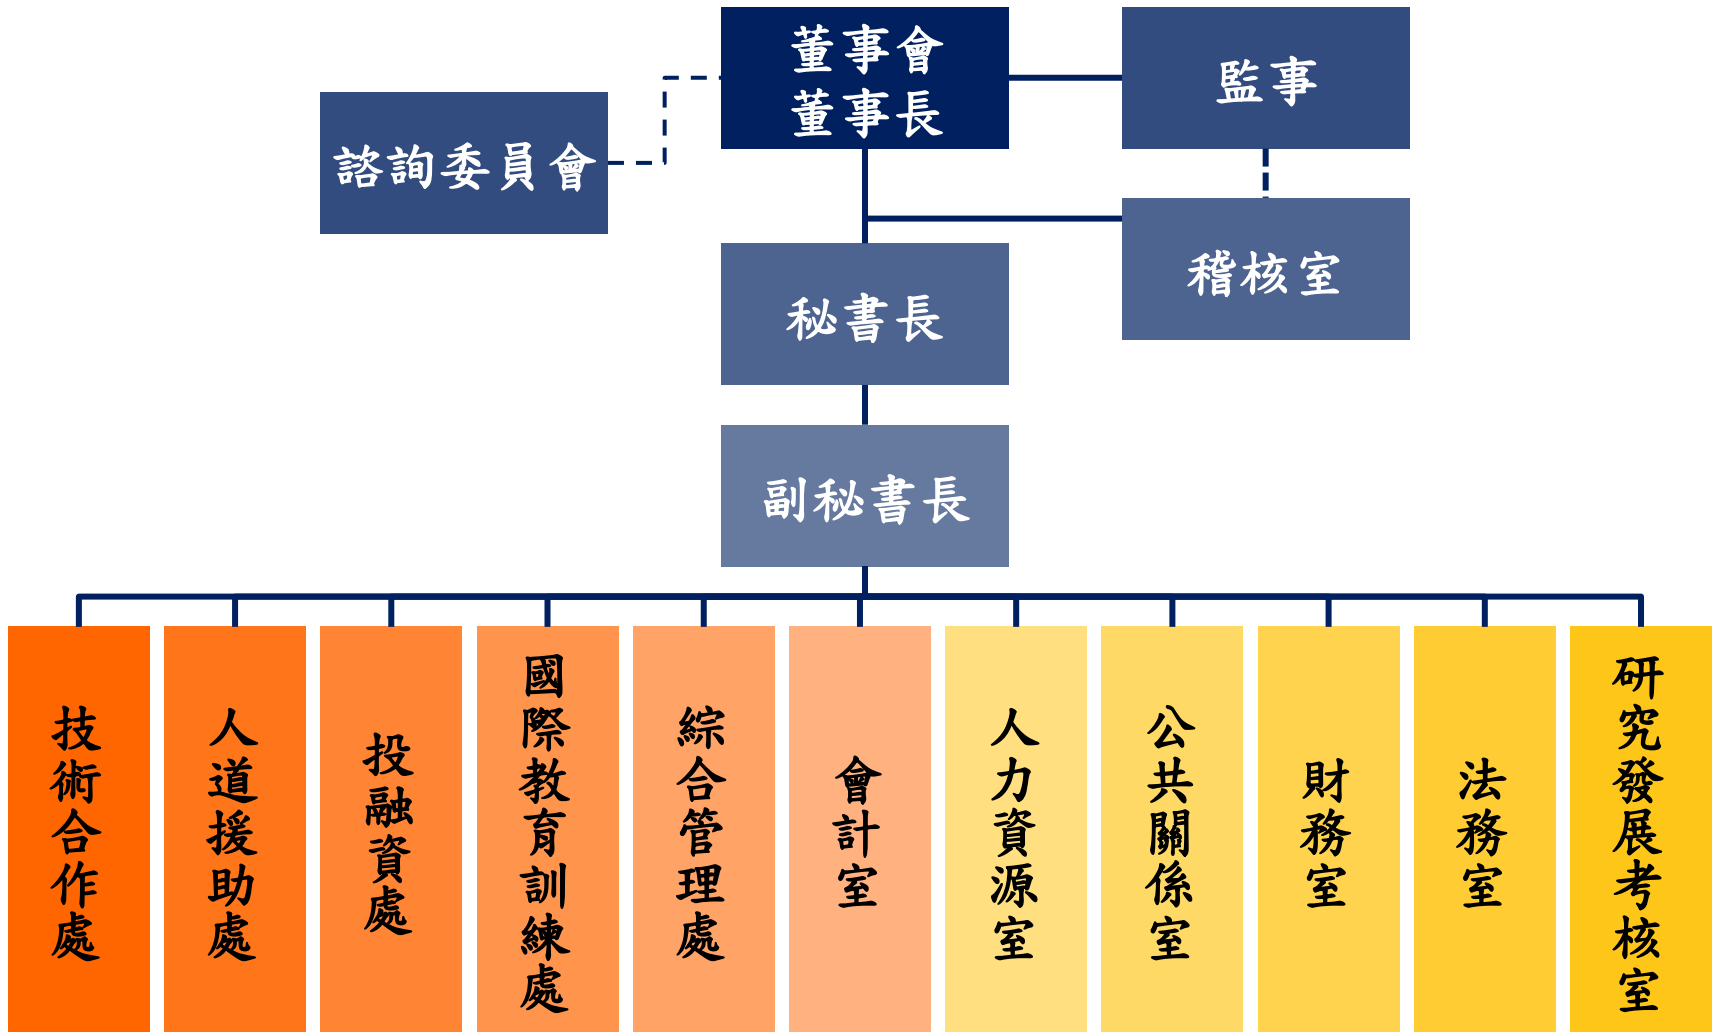 董事會
董事長
監事
諮詢委員會
稽核室
秘書長
副秘書長
技術合作處
人道援助處
投融資處
國際教育訓練處
綜合管理處
會計室
人力資源室
公共關係室
財務室
法務室
研究發展考核室